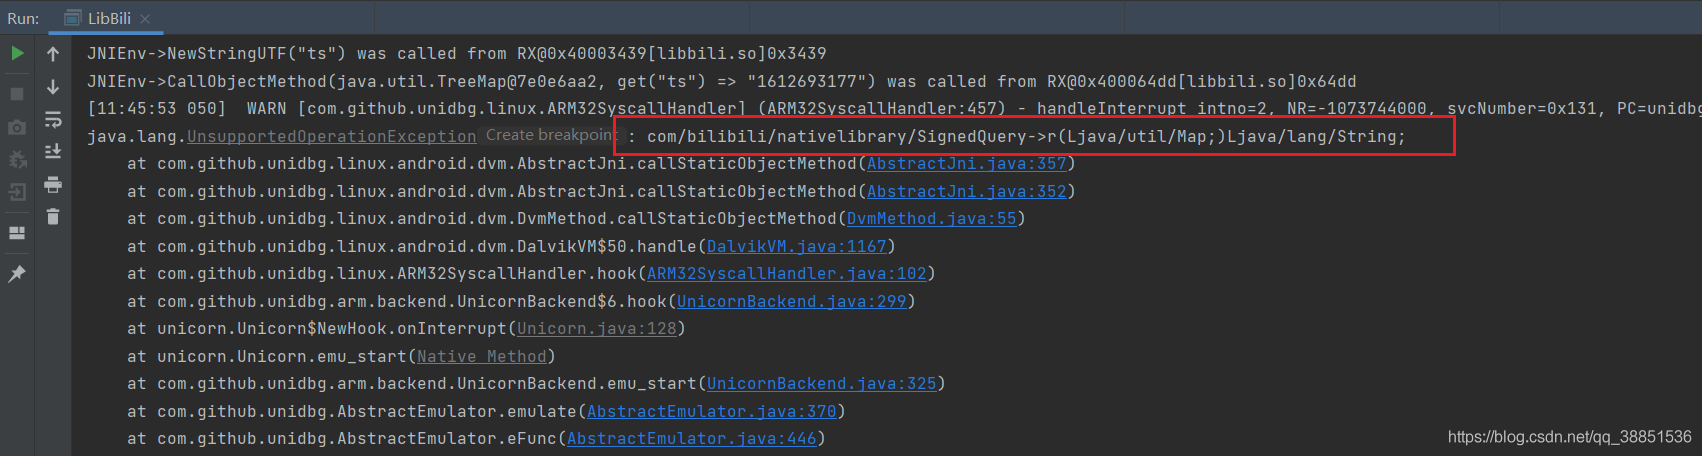 Run: LibBili
JNIEnv->NewStringUTF("ts") was called from RX@0x40003439[libbili.so]0x3439
JNIEnv->CallObjectMethod(java.util.TreeMap@7e0e6aa2, get("ts") => "1612693177") was called from RX@0x400064dd[libbili.so]0x64dd
[11:45:53 050]  WARN [com.github.unidbg.linux.ARM32SyscallHandler] (ARM32SyscallHandler:457) - handleInterrupt intno=2, NR=-1073744000, svcNumber=0x131, PC=unidbg
java.lang.UnsupportedOperationException Create breakpoint : com/bilibili/nativelibrary/SignedQuery->r(Ljava/util/Map;)Ljava/lang/String;
at com.github.unidbg.linux.android.dvm.AbstractJni.callStaticObjectMethod(AbstractJni.java:357)
at com.github.unidbg.linux.android.dvm.AbstractJni.callStaticObjectMethod(AbstractJni.java:352)
at com.github.unidbg.linux.android.dvm.DvmMethod.callStaticObjectMethod(DvmMethod.java:55)
at com.github.unidbg.linux.android.dvm.DalvikVM$50.handle(DalvikVM.java:1167)
at com.github.unidbg.linux.ARM32SyscallHandler.hook(ARM32SyscallHandler.java:102)
at com.github.unidbg.arm.backend.UnicornBackend$6.hook(UnicornBackend.java:299)
at unicorn.Unicorn$NewHook.onInterrupt(Unicorn.java:128)
at unicorn.Unicorn.emu_start(Native Method)
at com.github.unidbg.arm.backend.UnicornBackend.emu_start(UnicornBackend.java:325)
at com.github.unidbg.AbstractEmulator.emulate(AbstractEmulator.java:370)
at com.github.unidbg.AbstractEmulator.eFunc(AbstractEmulator.java:446)
https://blog.csdn.net/qq_38851536